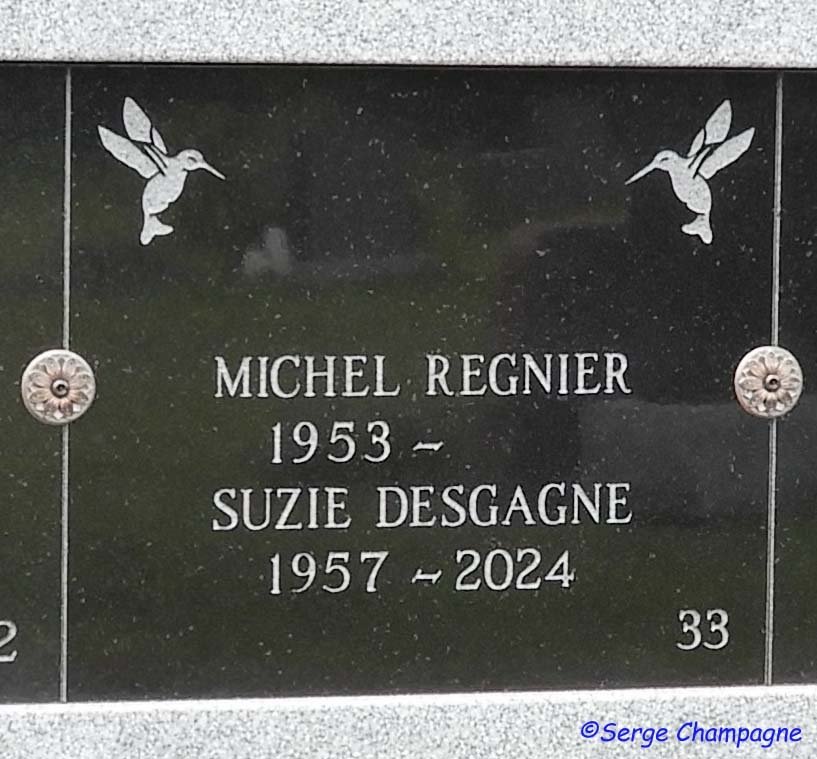 MICHEL REGNIER
1953 ~
SUZIE DESGAGNE
1957 ~ 2024
33
2
©Serge Champagne